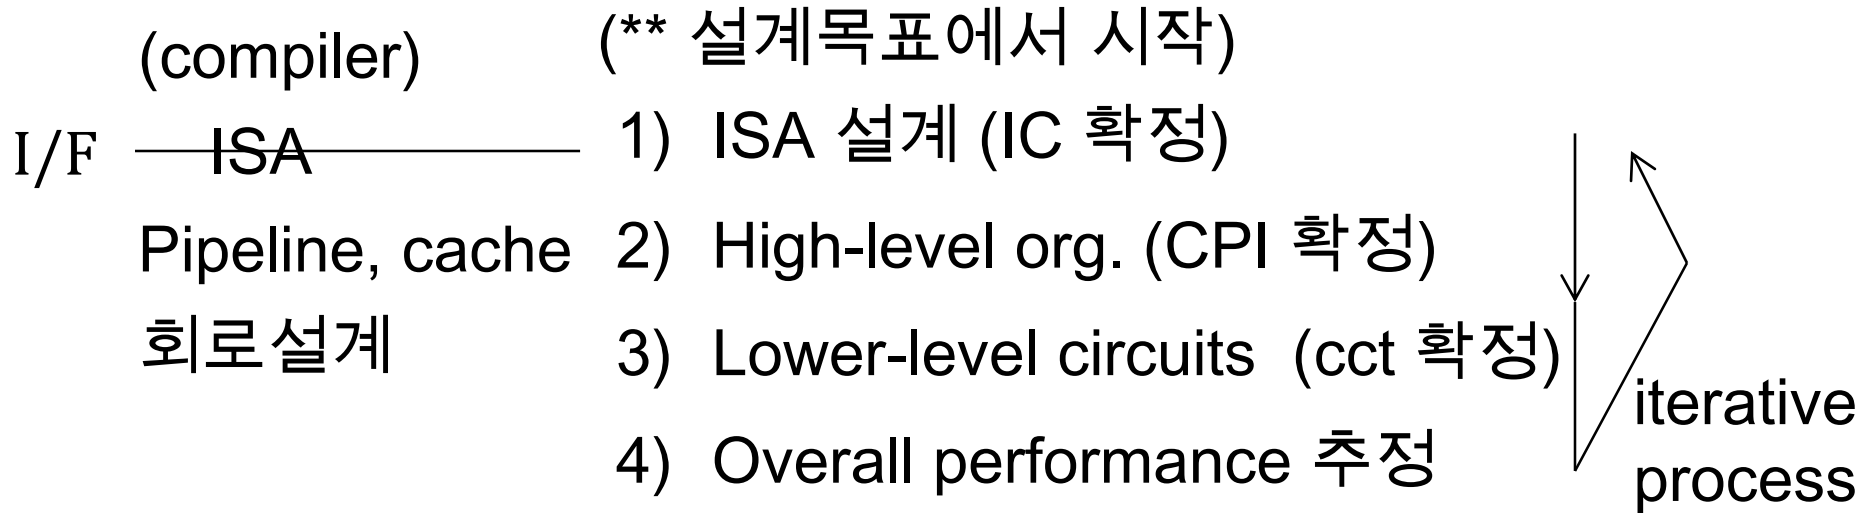 (compiler)
I/F ISA
Pipeline, cache
회로설계
(** 설계목표에서 시작)
1) ISA 설계 (IC 확정)
2) High-level org. (CPI 확정)
3) Lower-level circuits (cct 확정)
4) Overall performance 추정
iterative
process